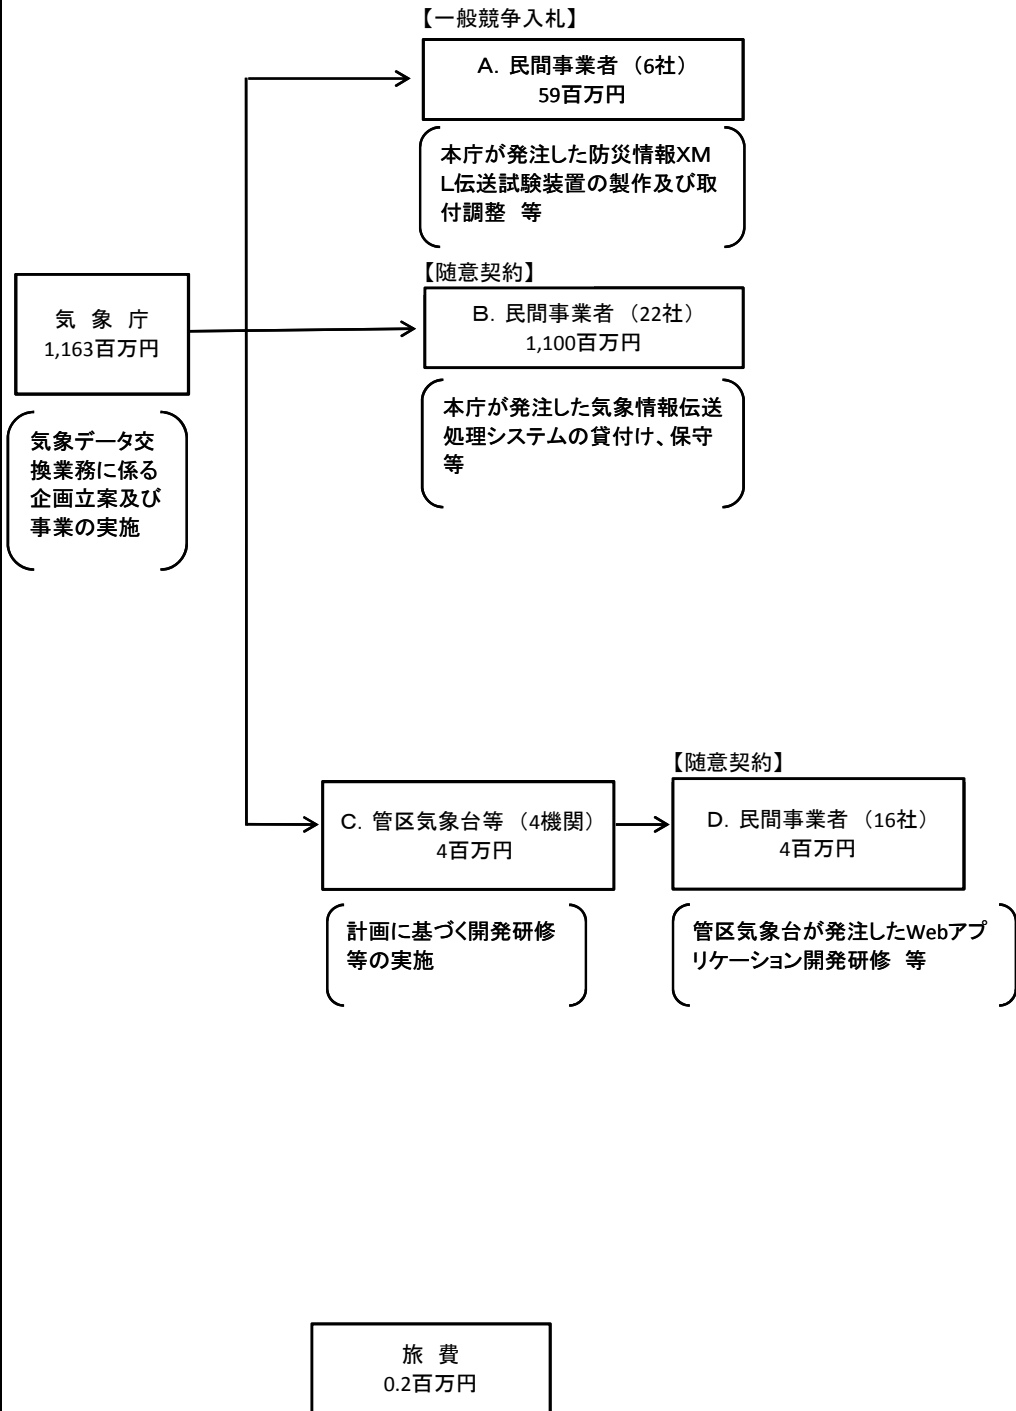 【一般競争入札】
A. 民間事業者 （6社）
59百万円
本庁が発注した防災情報XM
L伝送試験装置の製作及び取
付調整 等
気 象 庁
1,163百万円
気象データ交
換業務に係る
企画立案及び
事業の実施
【随意契約】
B. 民間事業者 （22社）
1,100百万円
本庁が発注した気象情報伝送
処理システムの貸付け、保守
等
C. 管区気象台等 （4機関）
4百万円
計画に基づく開発研修
等の実施
【随意契約】
D. 民間事業者 （16社）
4百万円
管区気象台が発注したWebアプ
リケーション開発研修 等
旅 費
0.2百万円